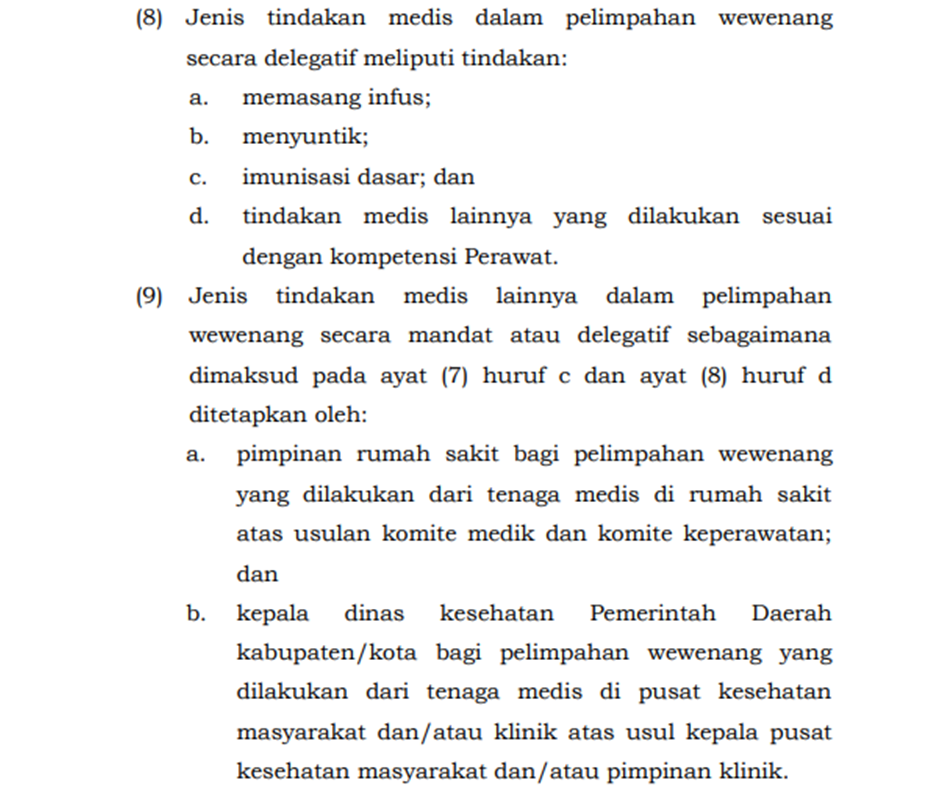 (8) Jenis tindakan medis dalam pelimpahan wewenang
secara delegatif meliputi tindakan:
a. memasang infus;
b. menyuntik;
c. imunisasi dasar; dan
d. tindakan medis lainnya yang dilakukan sesuai
dengan kompetensi Perawat.
(9) Jenis tindakan medis lainnya dalam pelimpahan
wewenang secara mandat atau delegatif sebagaimana
dimaksud pada ayat (7) huruf c dan ayat (8) huruf d
ditetapkan oleh:
a. pimpinan rumah sakit bagi pelimpahan wewenang
yang dilakukan dari tenaga medis di rumah sakit
atas usulan komite medik dan komite keperawatan;
dan
b. kepala dinas kesehatan Pemerintah Daerah
kabupaten/kota bagi pelimpahan wewenang yang
dilakukan dari tenaga medis di pusat kesehatan
masyarakat dan/atau klinik atas usul kepala pusat
kesehatan masyarakat dan/atau pimpinan klinik.